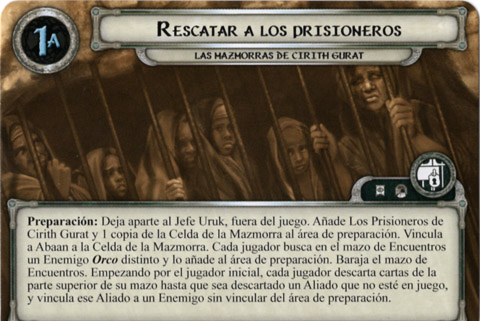 1A
RESCATAR A LOS PRISIONEROS
LAS MAZMORRAS DE CIRITH GURAT
Preparación: Deja aparte al Jefe Uruk, fuera del juego. Añade Los Prisioneros de
Cirith Gurat y 1 copia de la Celda de la Mazmorra al área de preparación. Vincula
a Abaan a la Celda de la Mazmorra. Cada jugador busca en el mazo de Encuentros
un Enemigo Orco distinto y lo añade al área de preparación. Baraja el mazo de
Encuentros. Empezando por el jugador inicial, cada jugador descarta cartas de la
parte superior de su mazo hasta que sea descartado un Aliado que no esté en juego,
y vincula ese Aliado a un Enemigo sin vincular del área de preparación.